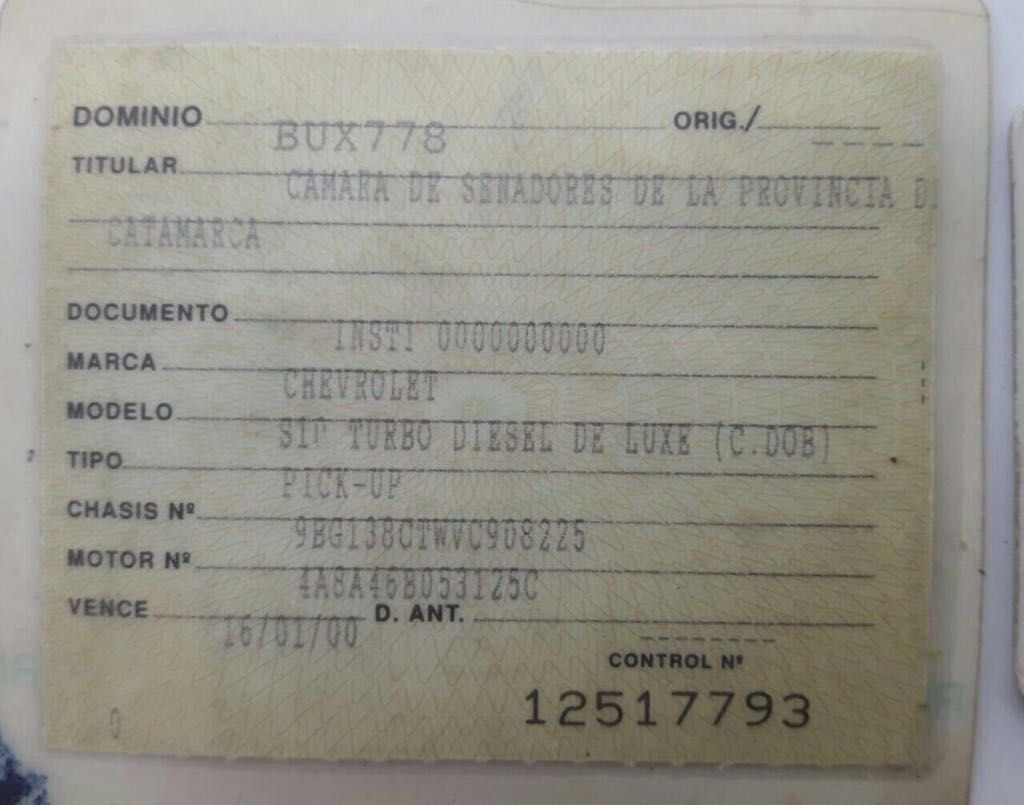 DOMINIO BUX778 ORIG./ -----
TITULAR CAMARA DE SENADORES DE LA PROVINCIA DE
CATAMARCA
DOCUMENTO INSTI 0000000000
MARCA CHEVROLET
MODELO S10 TURBO DIESEL DE LUXE (C.DOB)
TIPO PICK-UP
CHASIS Nº 9BG138CTWVC908225
MOTOR Nº 4A8A46B053125C
VENCE 16/01/00 D. ANT. --------
CONTROL Nº
12517793
0